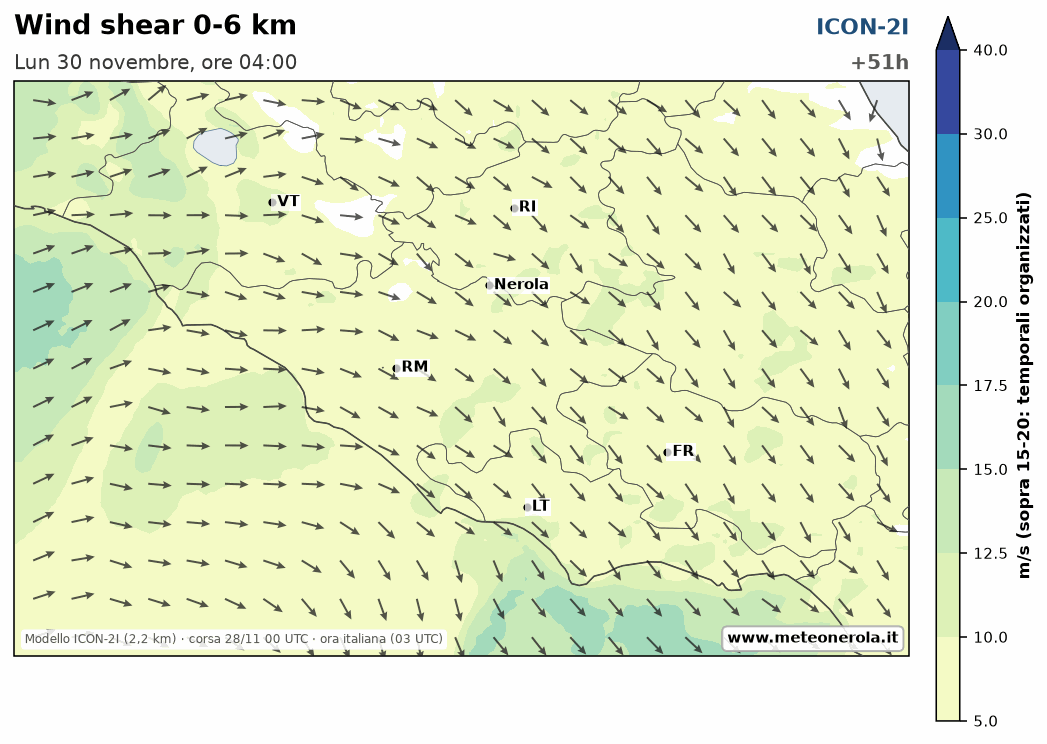 Wind shear 0-6 km
ICON-2I
Lun 30 novembre, ore 04:00
+51h
40.0
30.0
25.0
20.0
17.5
15.0
12.5
10.0
5.0
m/s (sopra 15-20: temporali organizzati)
VT
RI
Nerola
RM
FR
LT
Modello ICON-2I (2,2 km) · corsa 28/11 00 UTC · ora italiana (03 UTC)
www.meteonerola.it